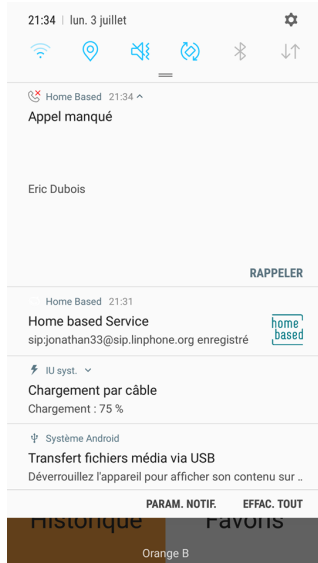 21:34 | lun. 3 juillet
Home Based 21:34
Appel manqué
Eric Dubois
RAPPELER
Home Based 21:31
Home based Service
sip:jonathan33@sip.linphone.org enregistré
home
based
IU syst.
Chargement par câble
Chargement : 75 %
Système Android
Transfert fichiers média via USB
Déverrouillez l'appareil pour afficher son contenu sur ..
PARAM. NOTIF. EFFAC. TOUT
Historique Favoris
Orange B